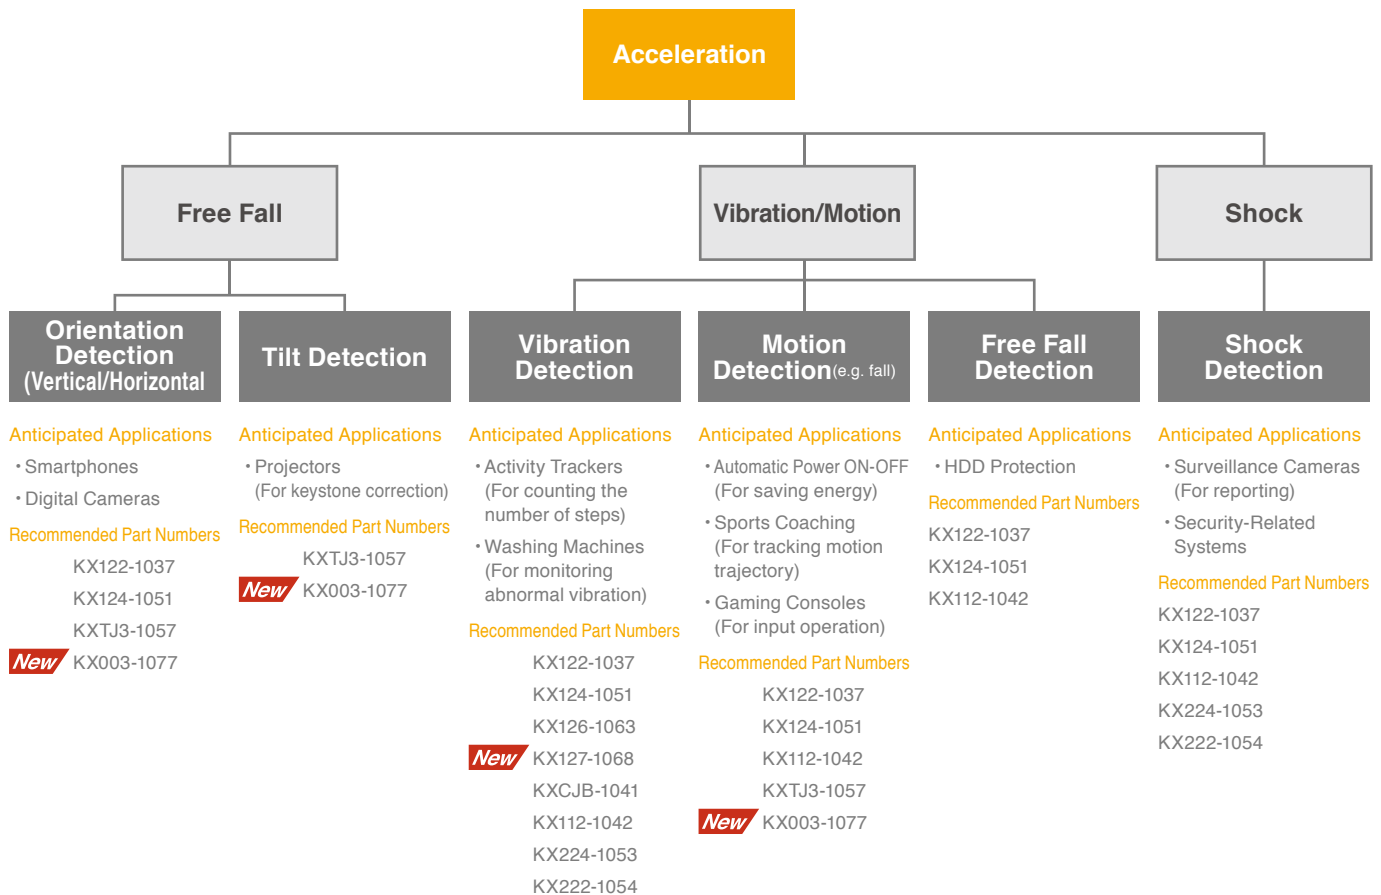 Acceleration
Free Fall
Vibration/Motion
Shock
Orientation
Detection
(Vertical/Horizontal
Tilt Detection
Vibration
Detection
Motion
Detection(e.g. fall)
Free Fall
Detection
Shock
Detection
Anticipated Applications
・Smartphones
・Digital Cameras
Recommended Part Numbers
KX122-1037
KX124-1051
KXTJ3-1057
New KX003-1077
Anticipated Applications
・Projectors
(For keystone correction)
Recommended Part Numbers
KXTJ3-1057
New KX003-1077
Anticipated Applications
・Activity Trackers
(For counting the
number of steps)
・Washing Machines
(For monitoring
abnormal vibration)
Recommended Part Numbers
KX122-1037
KX124-1051
KX126-1063
New KX127-1068
KXCJB-1041
KX112-1042
KX224-1053
KX222-1054
Anticipated Applications
・Automatic Power ON-OFF
(For saving energy)
・Sports Coaching
(For tracking motion
trajectory)
・Gaming Consoles
(For input operation)
Recommended Part Numbers
KX122-1037
KX124-1051
KX112-1042
KXTJ3-1057
New KX003-1077
Anticipated Applications
・HDD Protection
Recommended Part Numbers
KX122-1037
KX124-1051
KX112-1042
Anticipated Applications
・Surveillance Cameras
(For reporting)
・Security-Related
Systems
Recommended Part Numbers
KX122-1037
KX124-1051
KX112-1042
KX224-1053
KX222-1054